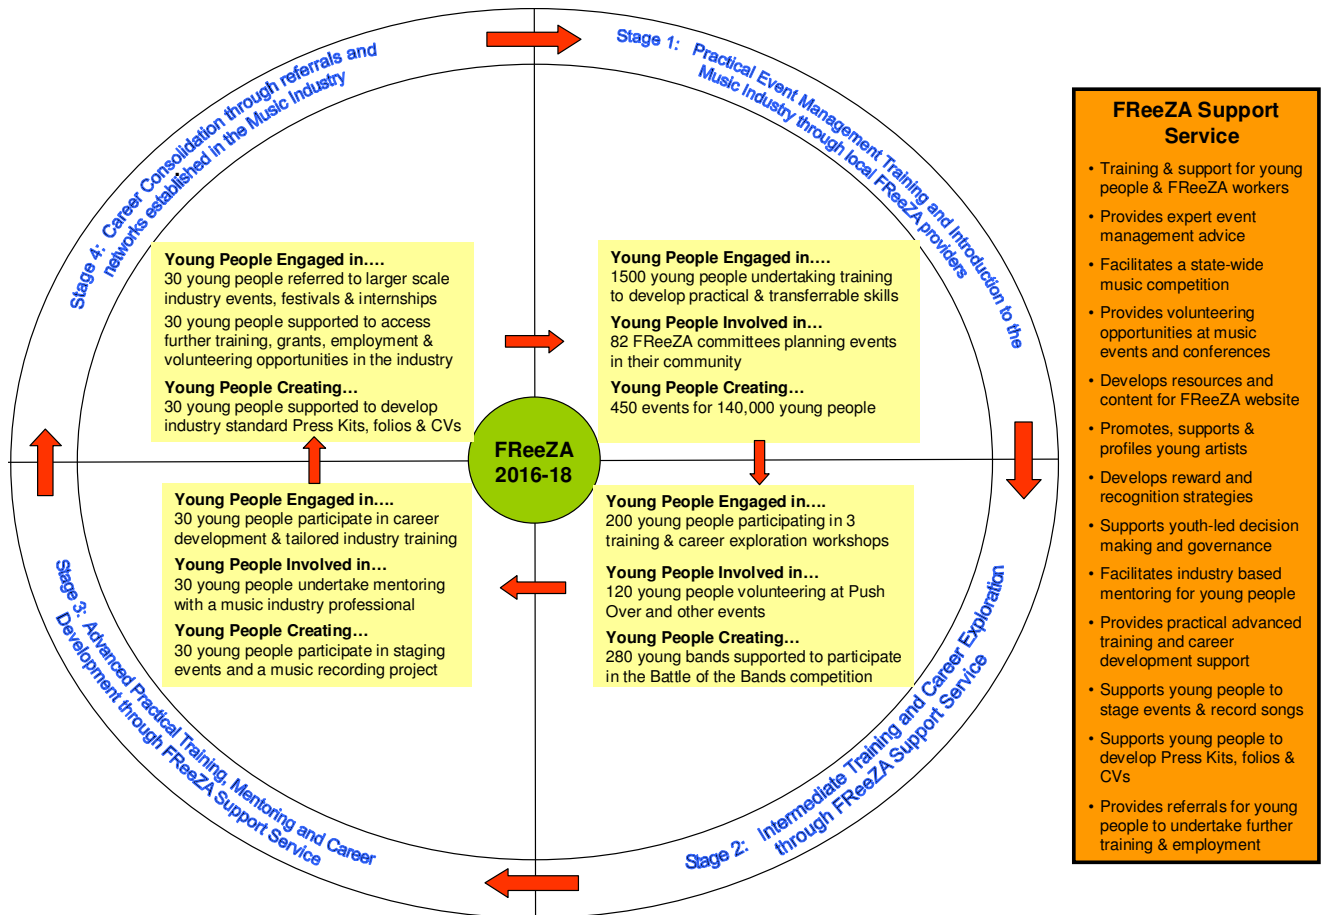 Stage 1: Practical Event Management Training and Introduction to the
Music Industry through local FReeZA providers
Stage 4: Career Consolidation through referrals and
networks established in the Music Industry
Young People Engaged in….
30 young people referred to larger scale
industry events, festivals & internships
30 young people supported to access
further training, grants, employment &
volunteering opportunities in the industry
Young People Creating…
30 young people supported to develop
industry standard Press Kits, folios & CVs
Young People Engaged in….
1500 young people undertaking training
to develop practical & transferrable skills
Young People Involved in…
82 FReeZA committees planning events
in their community
Young People Creating…
450 events for 140,000 young people
FReeZA
2016-18
Young People Engaged in….
30 young people participate in career
development & tailored industry training
Young People Involved in…
30 young people undertake mentoring
with a music industry professional
Young People Creating…
30 young people participate in staging
events and a music recording project
Young People Engaged in….
200 young people participating in 3
training & career exploration workshops
Young People Involved in…
120 young people volunteering at Push
Over and other events
Young People Creating…
280 young bands supported to participate
in the Battle of the Bands competition
Stage 3: Advanced Practical Training, Mentoring and Career
Development through FReeZA Support Service
Stage 2: Intermediate Training and Career Exploration
through FReeZA Support Service
FReeZA Support
Service
• Training & support for young
people & FReeZA workers
• Provides expert event
management advice
• Facilitates a state-wide
music competition
• Provides volunteering
opportunities at music
events and conferences
• Develops resources and
content for FReeZA website
• Promotes, supports &
profiles young artists
• Develops reward and
recognition strategies
• Supports youth-led decision
making and governance
• Facilitates industry based
mentoring for young people
• Provides practical advanced
training and career
development support
• Supports young people to
stage events & record songs
• Supports young people to
develop Press Kits, folios &
CVs
• Provides referrals for young
people to undertake further
training & employment